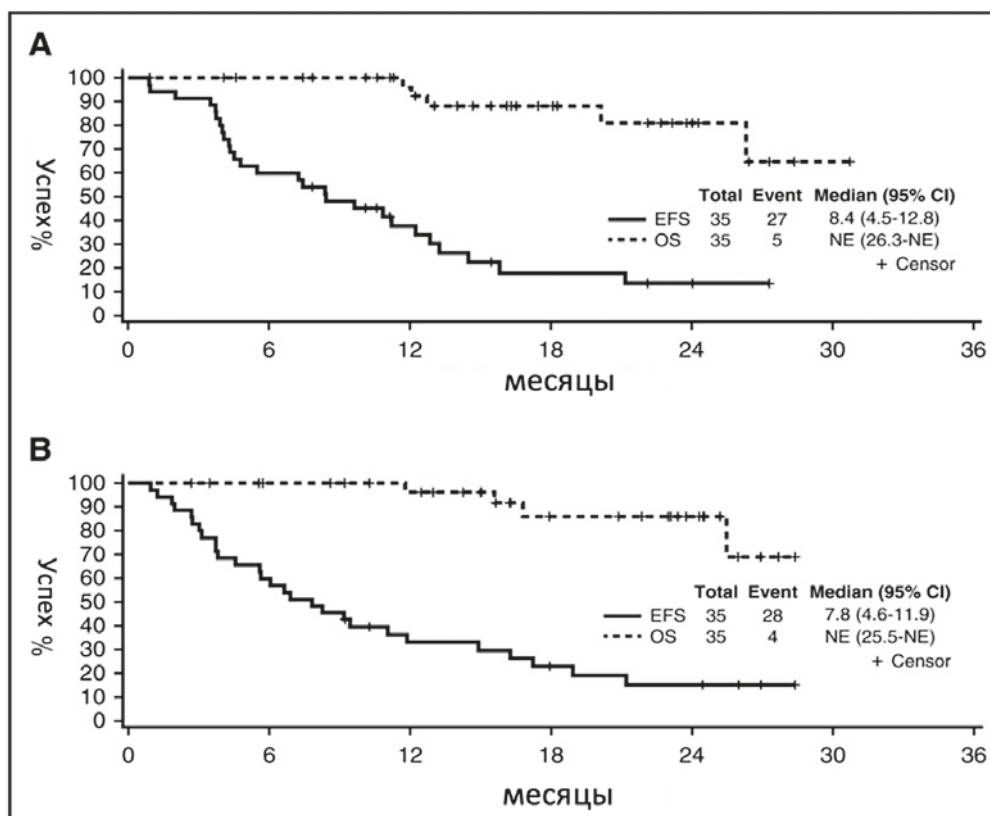 A
Успех%
100
90
80
70
60
50
40
30
20
10
0
Total Event Median (95% CI)
EFS 35 27 8.4 (4.5-12.8)
OS 35 5 NE (26.3-NE)
+ Censor
0 6 12 18 24 30 36
месяцы
B
Успех %
100
90
80
70
60
50
40
30
20
10
0
Total Event Median (95% CI)
EFS 35 28 7.8 (4.6-11.9)
OS 35 4 NE (25.5-NE)
+ Censor
0 6 12 18 24 30 36
месяцы